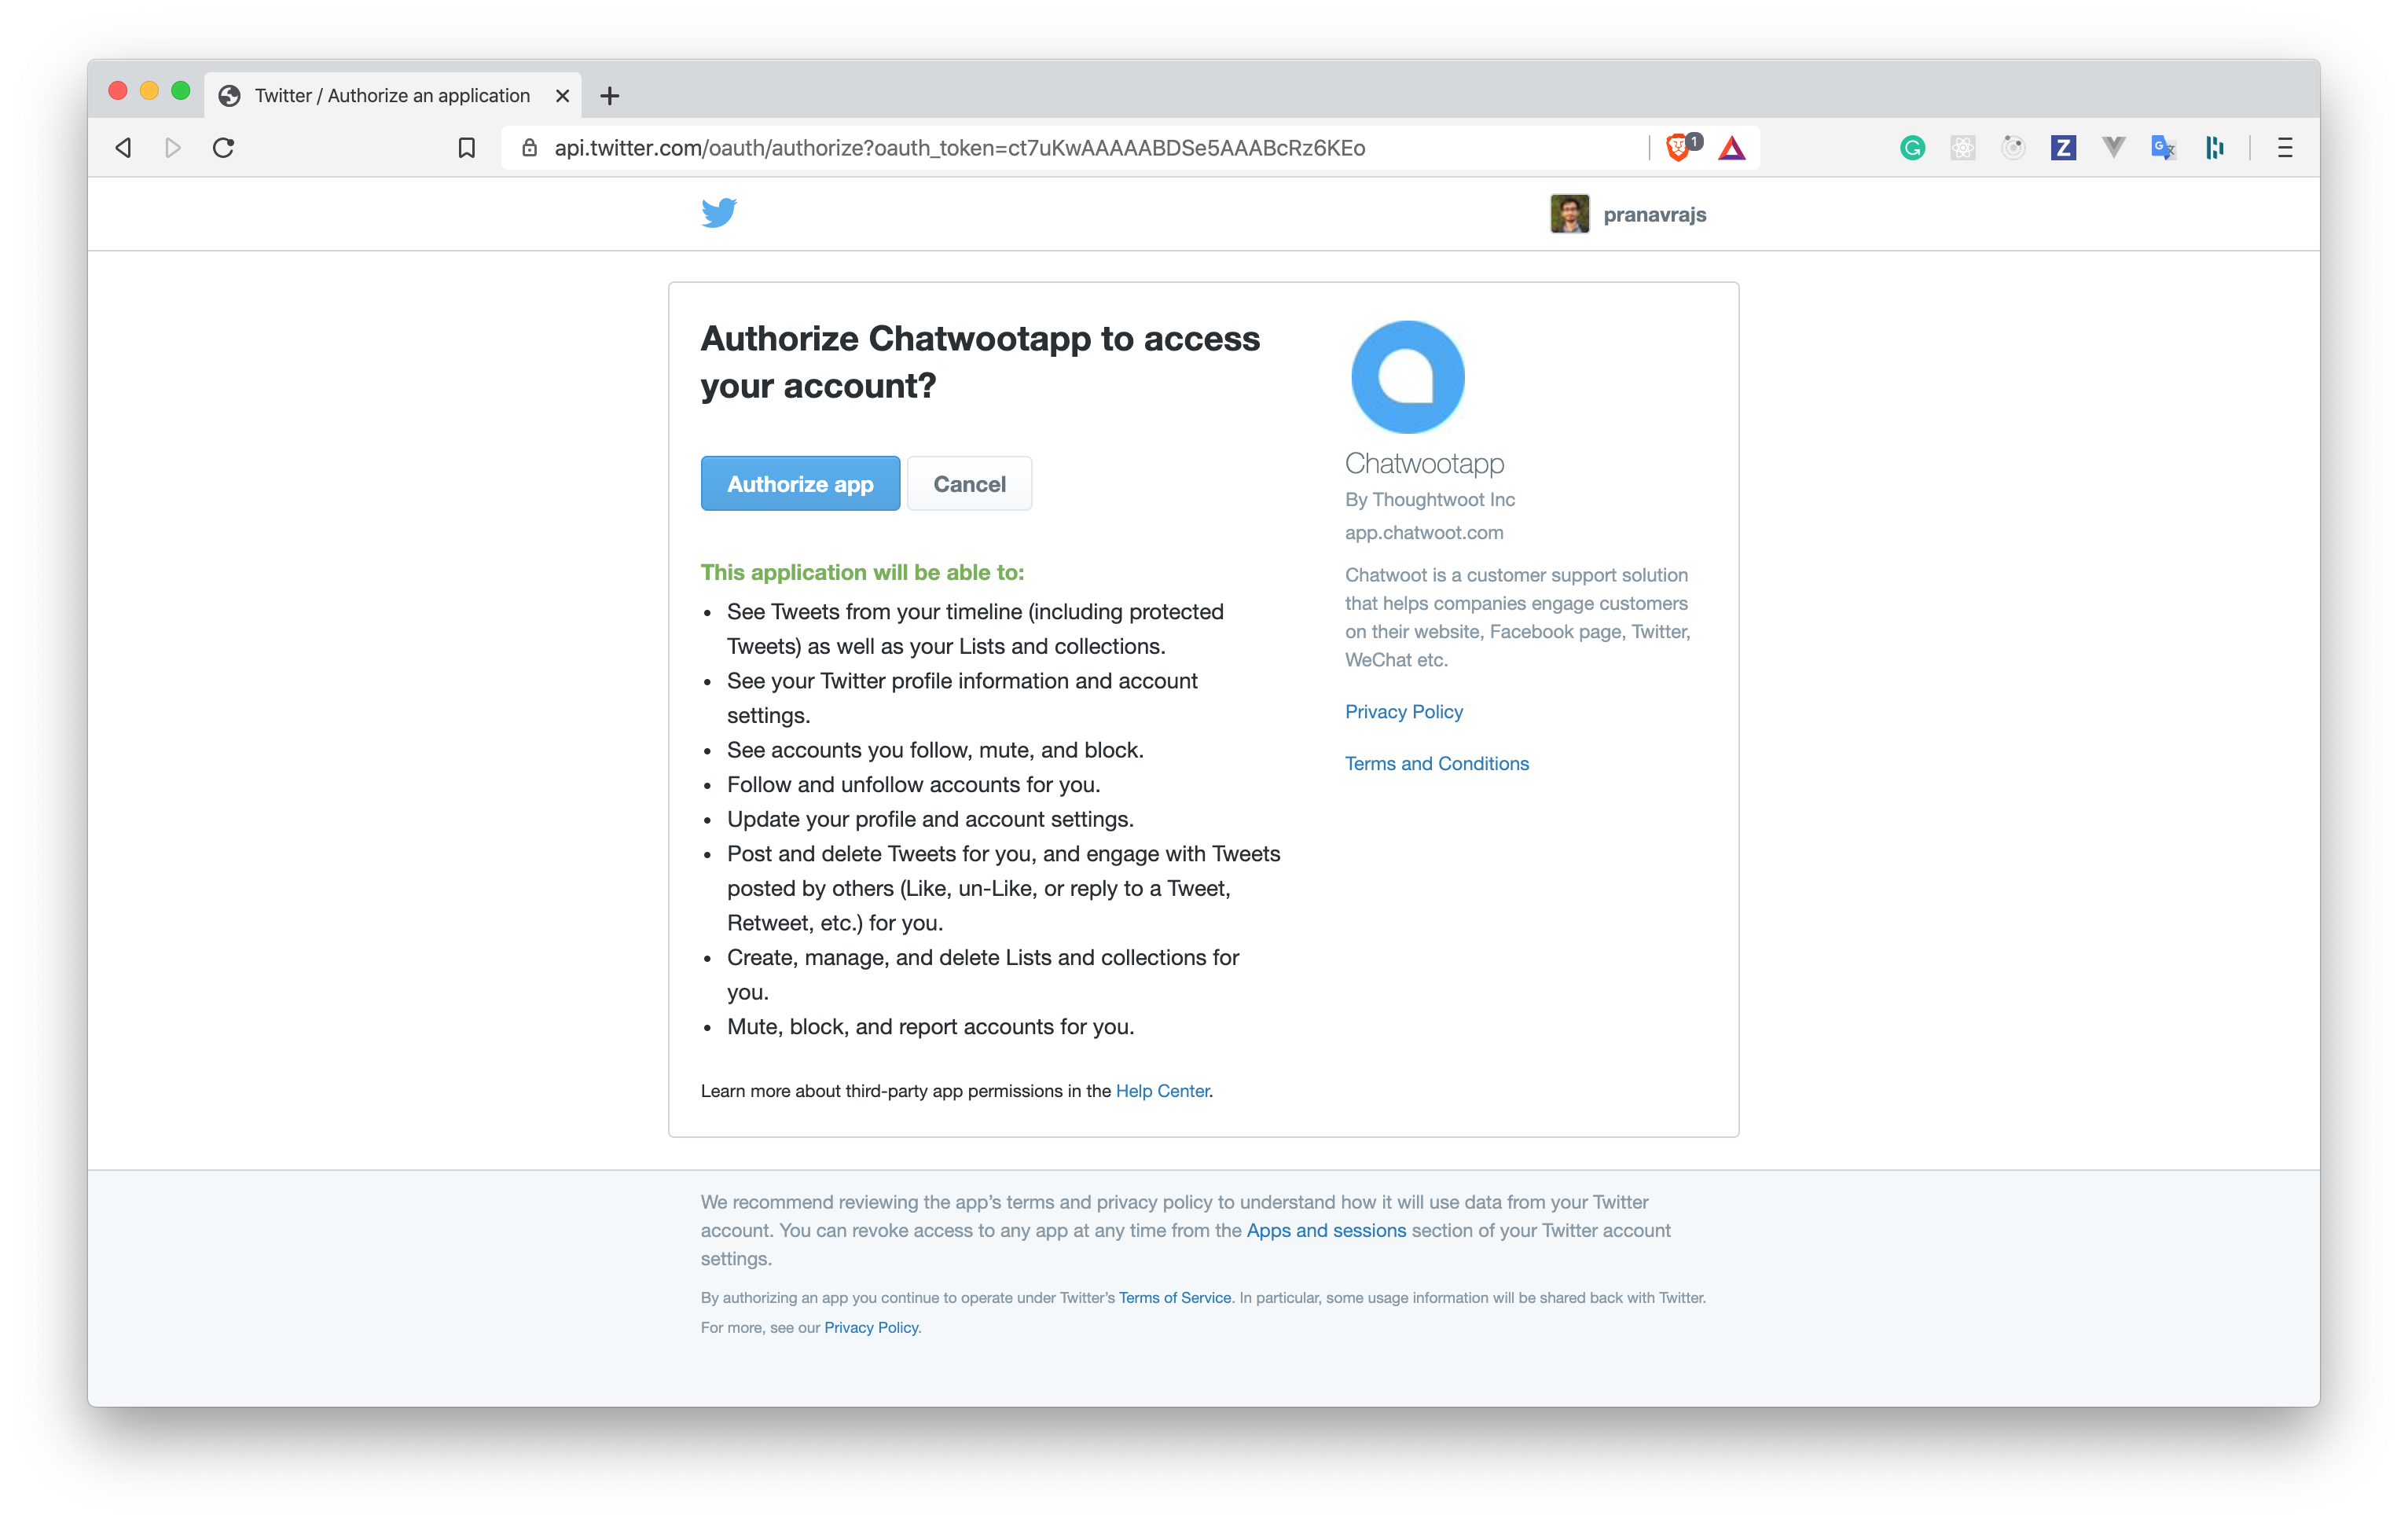 Twitter / Authorize an application
api.twitter.com/oauth/authorize?oauth_token=ct7uKwAAAAABDSe5AAABcRz6KEo
1
pranavrajs
Authorize Chatwootapp to access
your account?
Authorize app
Cancel
This application will be able to:
• See Tweets from your timeline (including protected
Tweets) as well as your Lists and collections.
• See your Twitter profile information and account
settings.
• See accounts you follow, mute, and block.
• Follow and unfollow accounts for you.
• Update your profile and account settings.
• Post and delete Tweets for you, and engage with Tweets
posted by others (Like, un-Like, or reply to a Tweet,
Retweet, etc.) for you.
• Create, manage, and delete Lists and collections for
you.
• Mute, block, and report accounts for you.
Learn more about third-party app permissions in the Help Center.
Chatwootapp
By Thoughtwoot Inc
app.chatwoot.com
Chatwoot is a customer support solution
that helps companies engage customers
on their website, Facebook page, Twitter,
WeChat etc.
Privacy Policy
Terms and Conditions
We recommend reviewing the app’s terms and privacy policy to understand how it will use data from your Twitter
account. You can revoke access to any app at any time from the Apps and sessions section of your Twitter account
settings.
By authorizing an app you continue to operate under Twitter’s Terms of Service. In particular, some usage information will be shared back with Twitter.
For more, see our Privacy Policy.